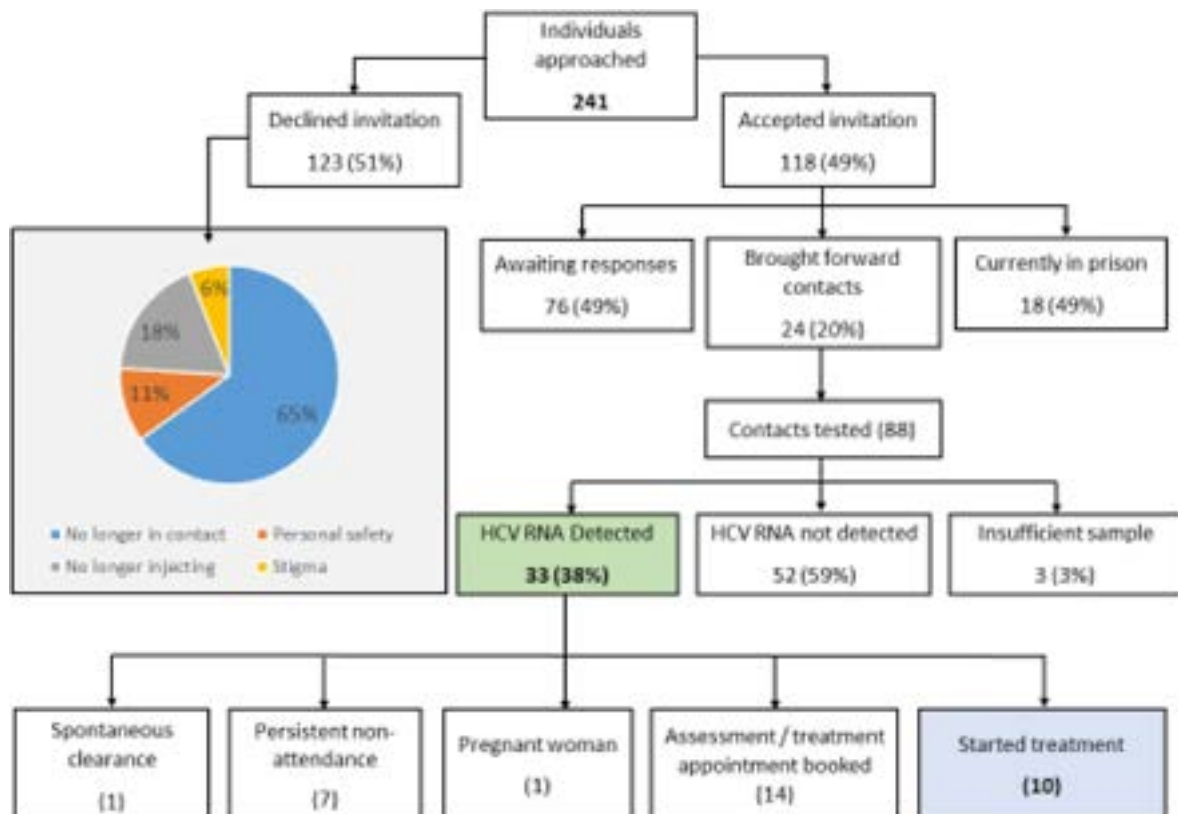 Individuals
approached
241
Declined invitation
123 (51%)
Accepted invitation
118 (49%)
6%
18%
11%
65%
No longer in contact
Personal safety
No longer injecting
Stigma
Awaiting responses
76 (49%)
Brought forward
contacts
24 (20%)
Currently in prison
18 (49%)
Contacts tested (88)
HCV RNA Detected
33 (38%)
HCV RNA not detected
52 (59%)
Insufficient sample
3 (3%)
Spontaneous
clearance
(1)
Persistent non-
attendance
(7)
Pregnant woman
(1)
Assessment / treatment
appointment booked
(14)
Started treatment
(10)